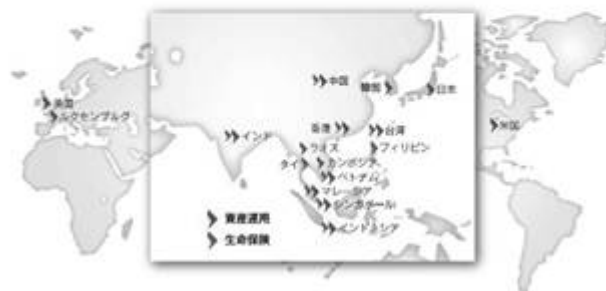 英国
ルクセンブルグ
中国
韓国
日本
香港
台湾
インド
ラオス
フィリピン
タイ
カンボジア
ベトナム
マレーシア
シンガポール
インドネシア
米国
資産運用
生命保険